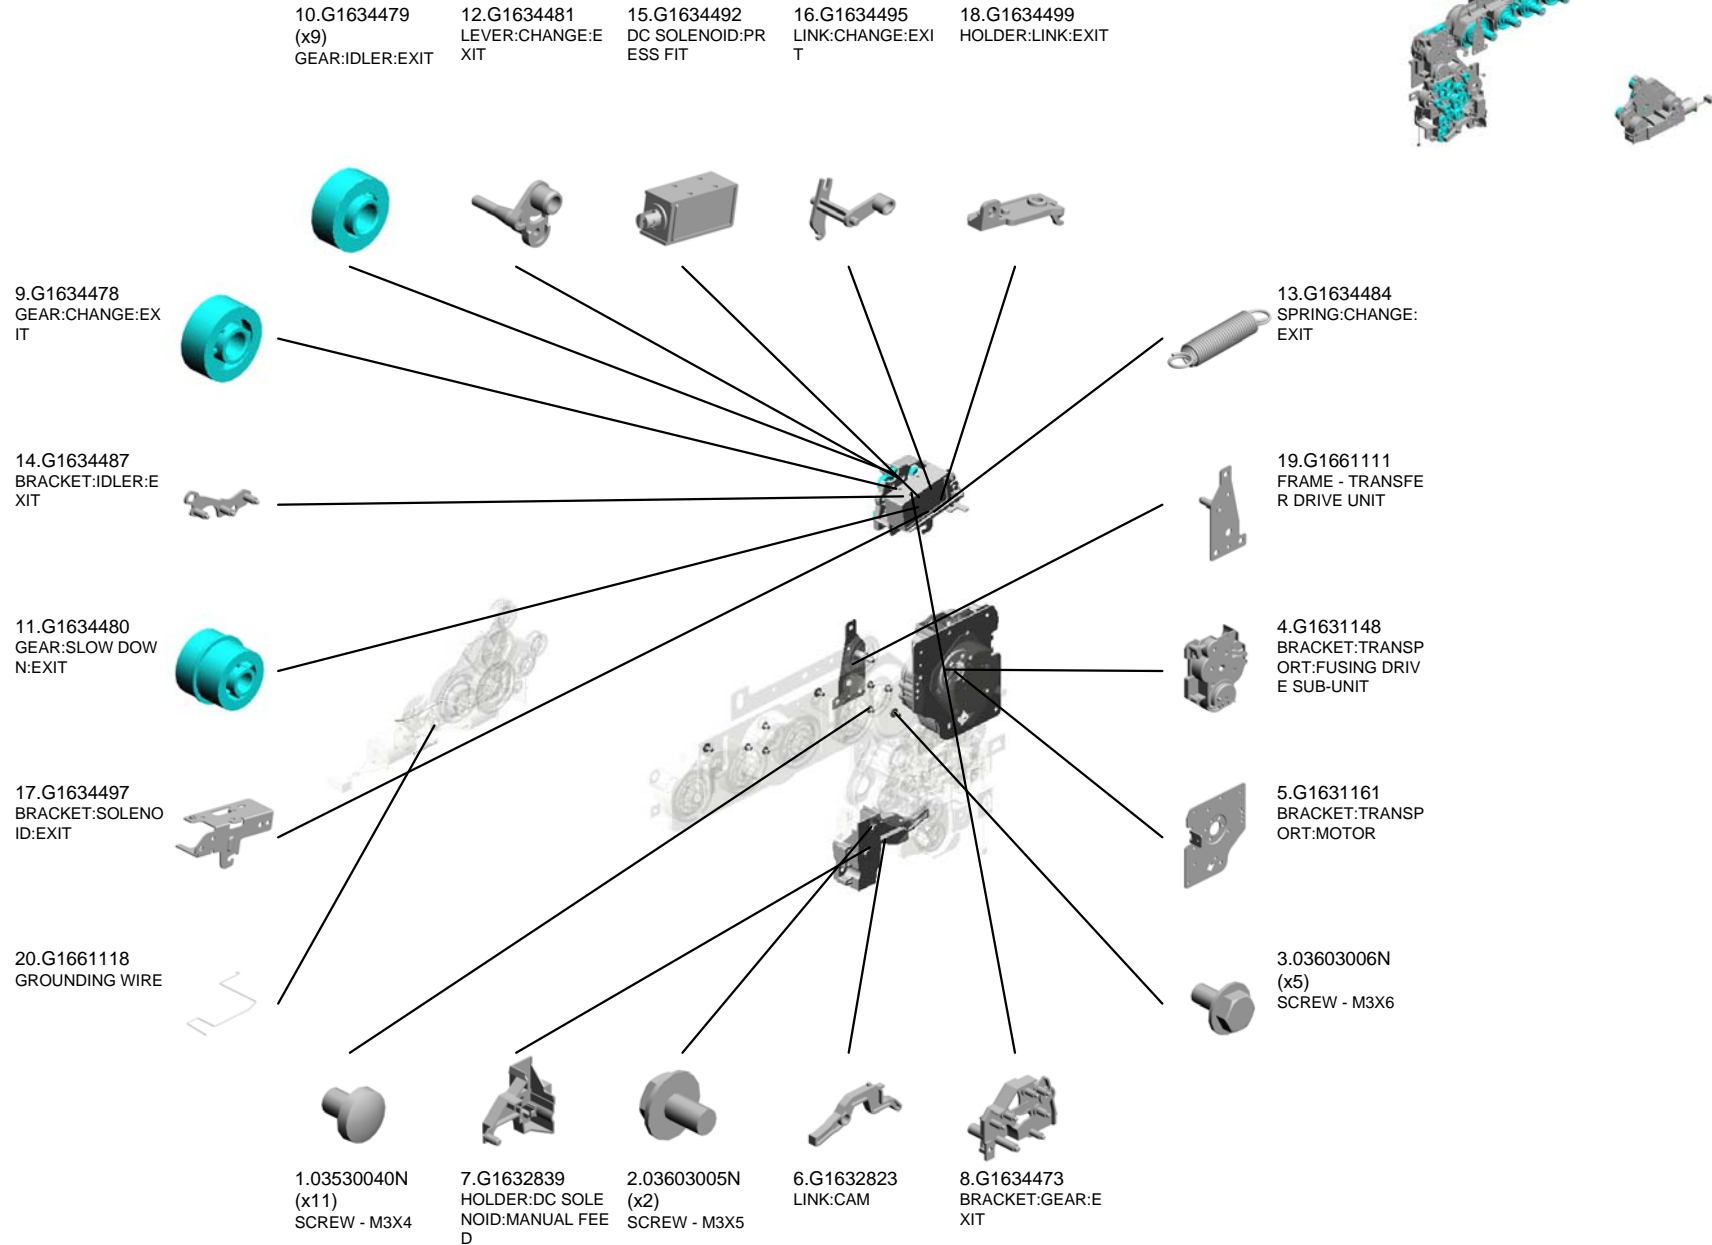 10.G1634479
(x9)
GEAR:IDLER:EXIT
12.G1634481
LEVER:CHANGE:E
XIT
15.G1634492
DC SOLENOID:PR
ESS FIT
16.G1634495
LINK:CHANGE:EXI
T
18.G1634499
HOLDER:LINK:EXIT
9.G1634478
GEAR:CHANGE:EX
IT
13.G1634484
SPRING:CHANGE:
EXIT
14.G1634487
BRACKET:IDLER:E
XIT
19.G1661111
FRAME - TRANSFE
R DRIVE UNIT
11.G1634480
GEAR:SLOW DOW
N:EXIT
4.G1631148
BRACKET:TRANSP
ORT:FUSING DRIV
E SUB-UNIT
17.G1634497
BRACKET:SOLENO
ID:EXIT
5.G1631161
BRACKET:TRANSP
ORT:MOTOR
20.G1661118
GROUNDING WIRE
3.03603006N
(x5)
SCREW - M3X6
1.03530040N
(x11)
SCREW - M3X4
7.G1632839
HOLDER:DC SOLE
NOID:MANUAL FEE
D
2.03603005N
(x2)
SCREW - M3X5
6.G1632823
LINK:CAM
8.G1634473
BRACKET:GEAR:E
XIT